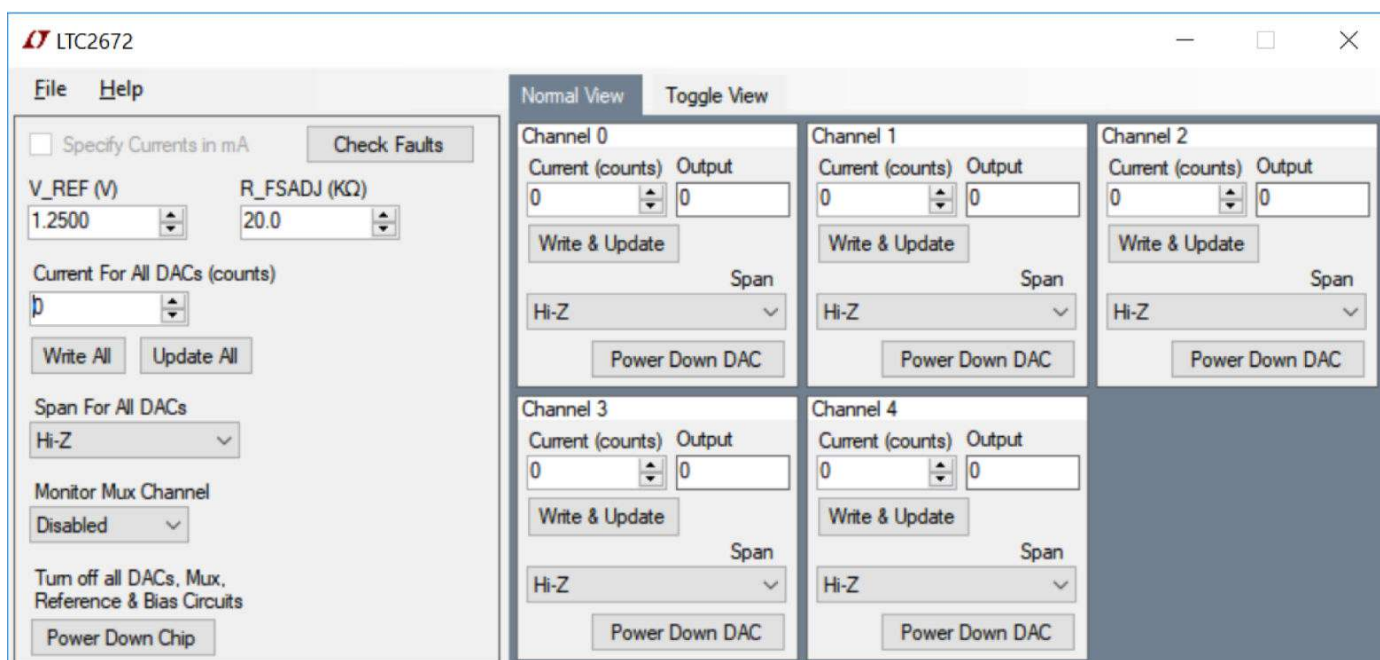 LTC2672
File Help
Specify Currents in mA Check Faults
V_REF (V) R_FSADJ (KΩ)
1.2500 20.0
Current For All DACs (counts)
0
Write All Update All
Span For All DACs
Hi-Z
Monitor Mux Channel
Disabled
Turn off all DACs, Mux,
Reference & Bias Circuits
Power Down Chip
Normal View Toggle View
Channel 0
Current (counts) Output
0 0
Write & Update
Span
Hi-Z
Power Down DAC
Channel 1
Current (counts) Output
0 0
Write & Update
Span
Hi-Z
Power Down DAC
Channel 2
Current (counts) Output
0 0
Write & Update
Span
Hi-Z
Power Down DAC
Channel 3
Current (counts) Output
0 0
Write & Update
Span
Hi-Z
Power Down DAC
Channel 4
Current (counts) Output
0 0
Write & Update
Span
Hi-Z
Power Down DAC